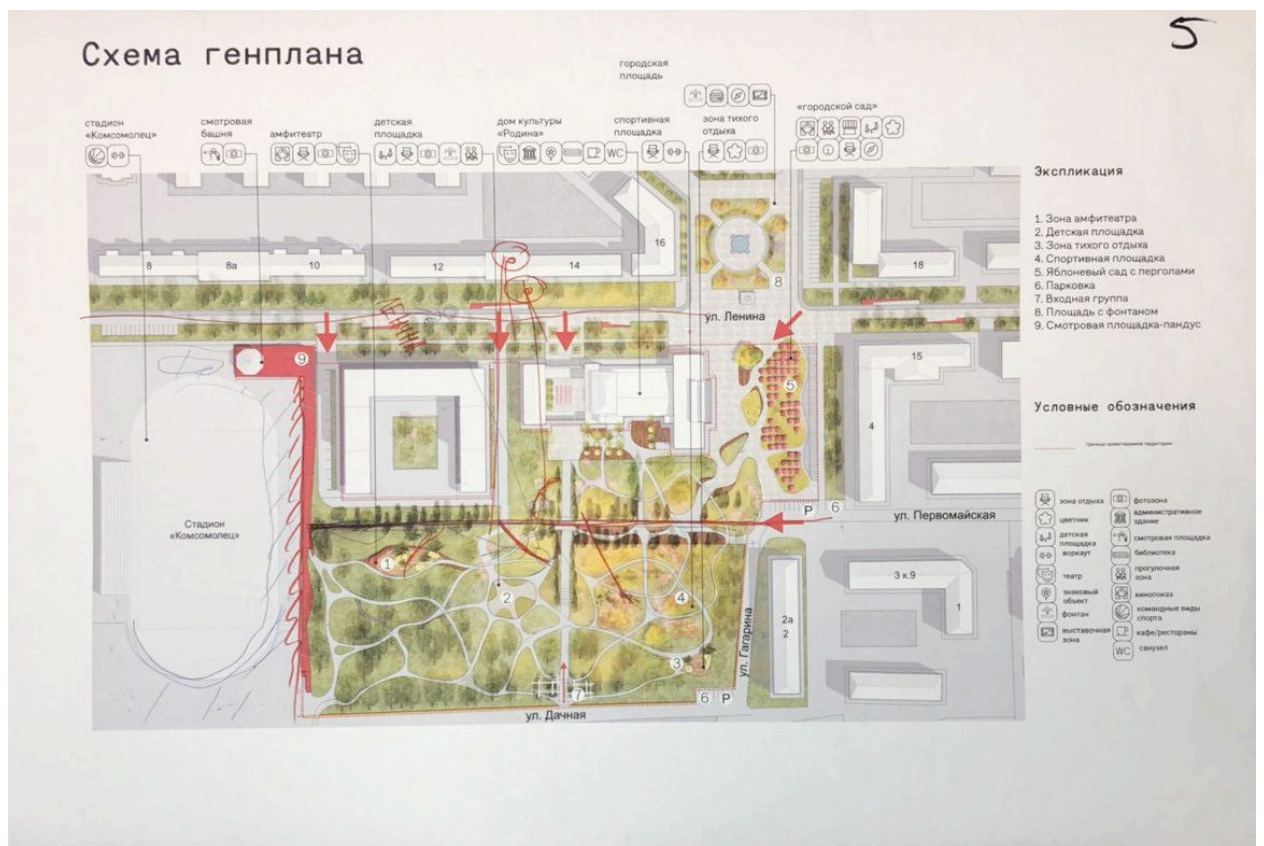 5
Схема генплана
городская
площадь
стадион
«Комсомолец»
смотровая
башня
амфитеатр
детская
площадка
дом культуры
«Родина»
спортивная
площадка
зона тихого
отдыха
«городской сад»
WC
Экспликация
1. Зона амфитеатра
2. Детская площадка
3. Зона тихого отдыха
4. Спортивная площадка
5. Яблоневый сад с перголами
6. Парковка
7. Входная группа
8. Площадь с фонтаном
9. Смотровая площадка-пандус
8
8а
10
12
14
16
18
8
ул. Ленина
ЛЕНИНА
9
5
15
4
Стадион
«Комсомолец»
P 6
ул. Первомайская
1
2
4
3
7
6 P
2а
2
3 к.9
1
ул. Гагарина
ул. Дачная
Условные обозначения
Граница проектируемой территории
зона отдыха
цветник
детская
площадка
воркаут
театр
знаковый
объект
фонтан
выставочная
зона
фотозона
административное
здание
смотровая площадка
библиотека
прогулочная
зона
кинопоказ
командные виды
спорта
кафе/рестораны
WC санузел